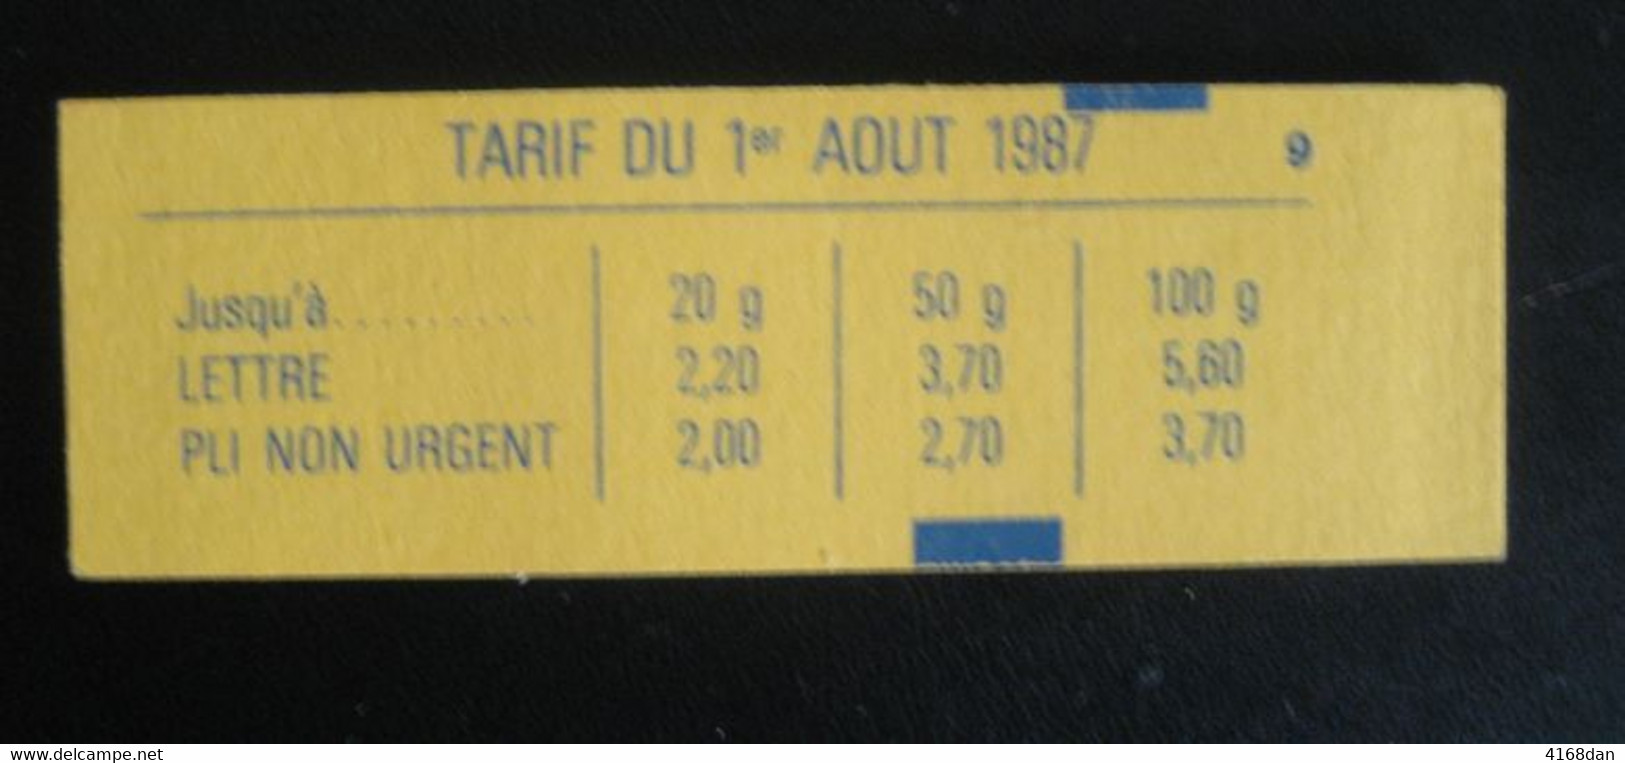 TARIF DU 1er AOUT 1987 9
Jusqu'à.......... 20 g 50 g 100 g
LETTRE 2,20 3,70 5,60
PLI NON URGENT 2,00 2,70 3,70
www.delcampe.net 4168dan